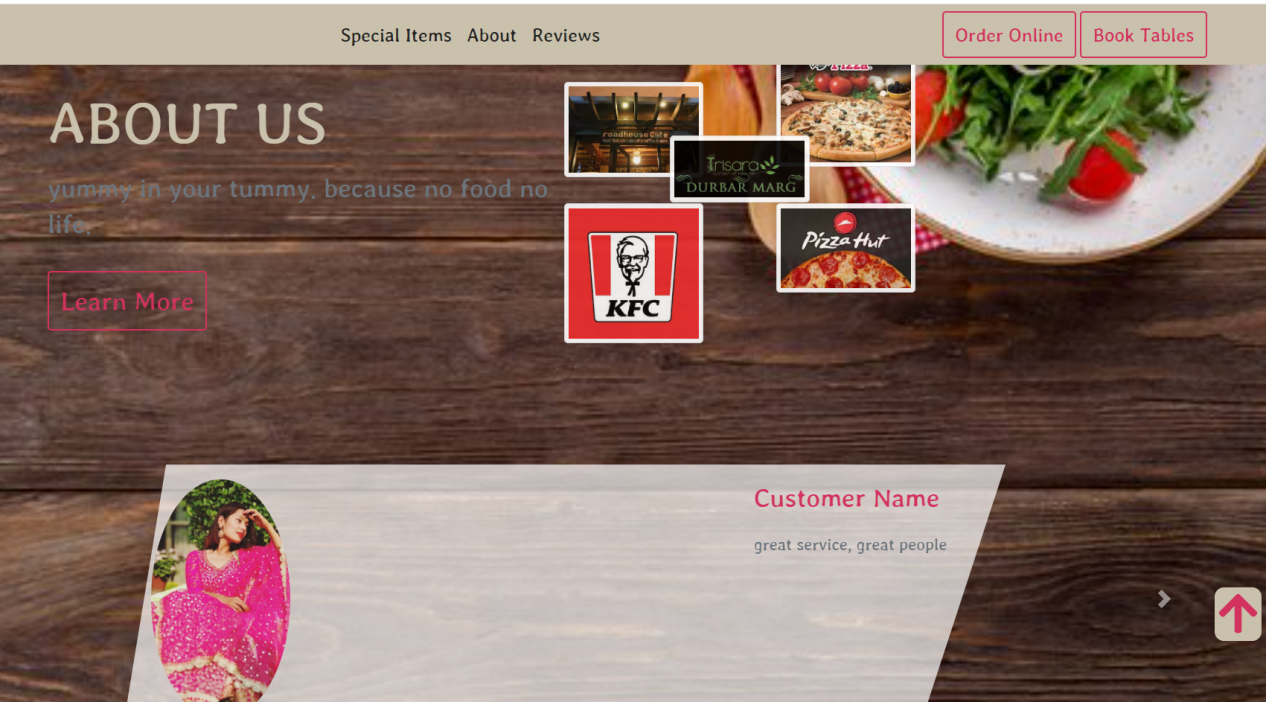 Special Items About Reviews
Order Online Book Tables
ABOUT US
yummy in your tummy. because no food no
life.
Learn More
Pizza
roadhouse Cafe
Trisara
DURBAR MARG
KFC
Pizza Hut
Customer Name
great service, great people